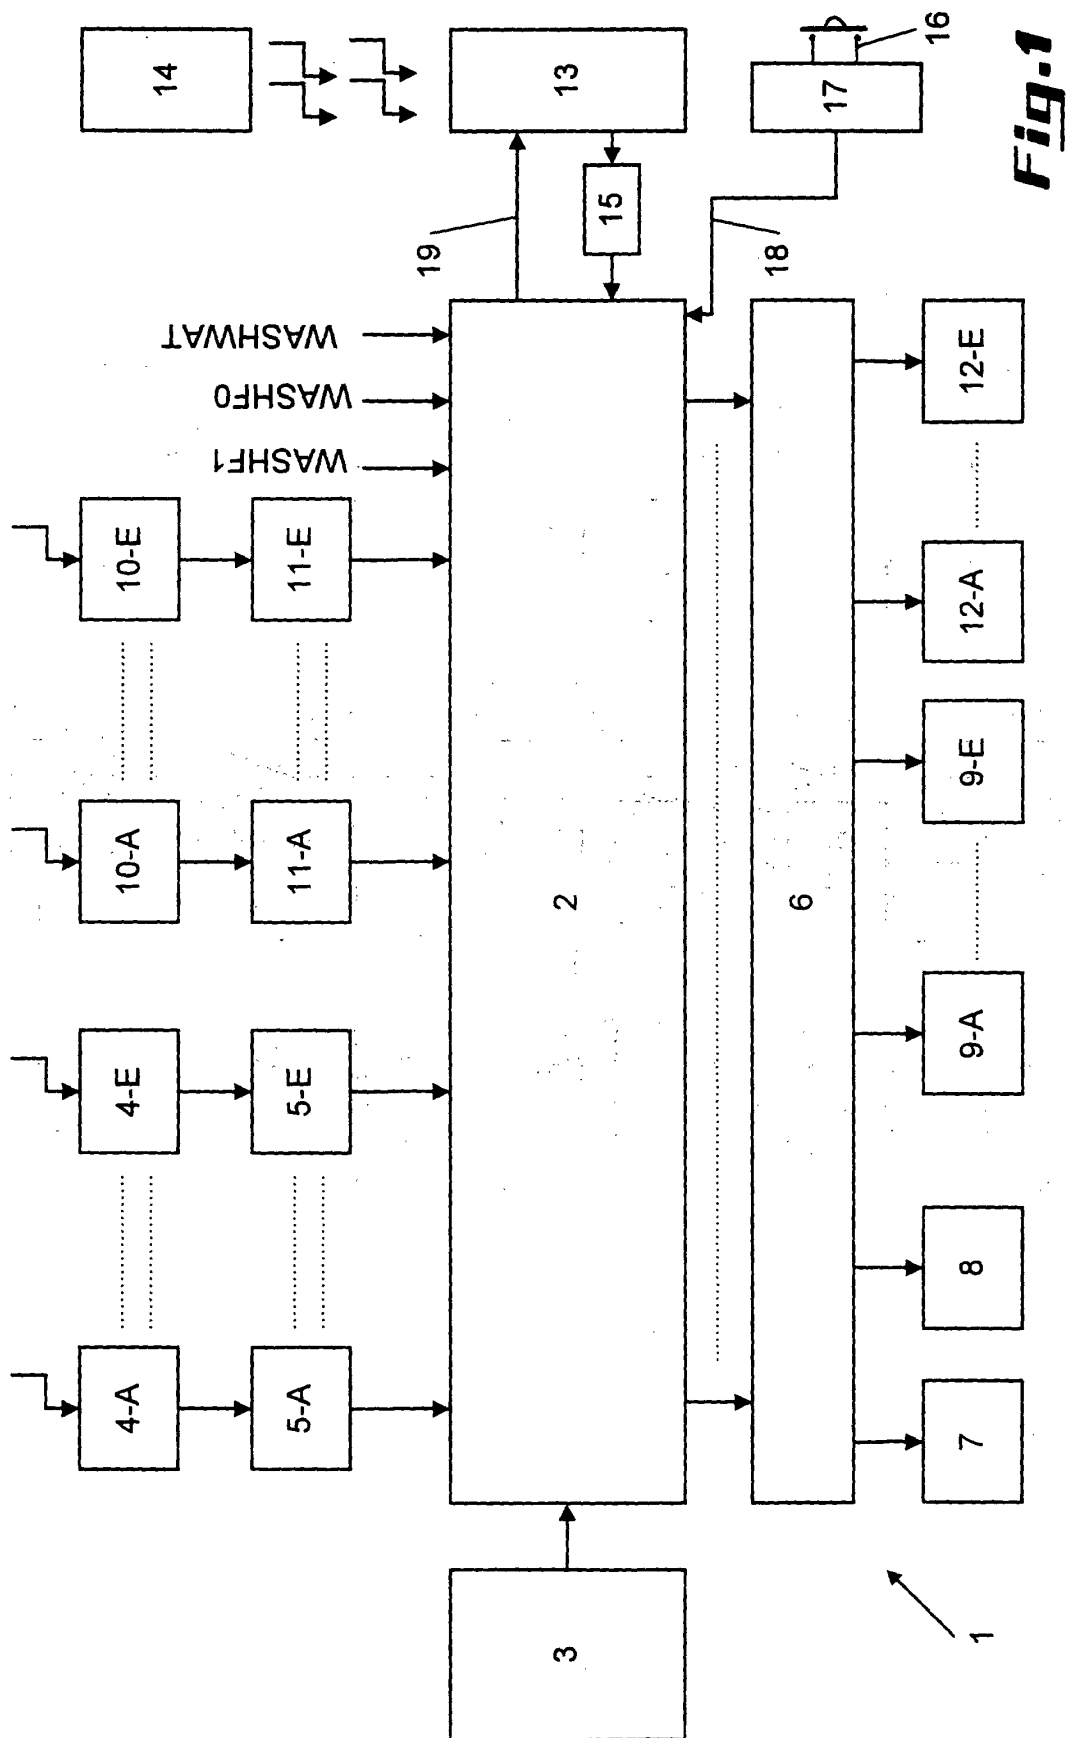 14
13
17
16
15
19
18
WASHWAT
WASHF0
WASHF1
10-E
11-E
10-A
11-A
4-E
5-E
4-A
5-A
2
6
12-E
12-A
9-E
9-A
8
7
3
1
Fig.1